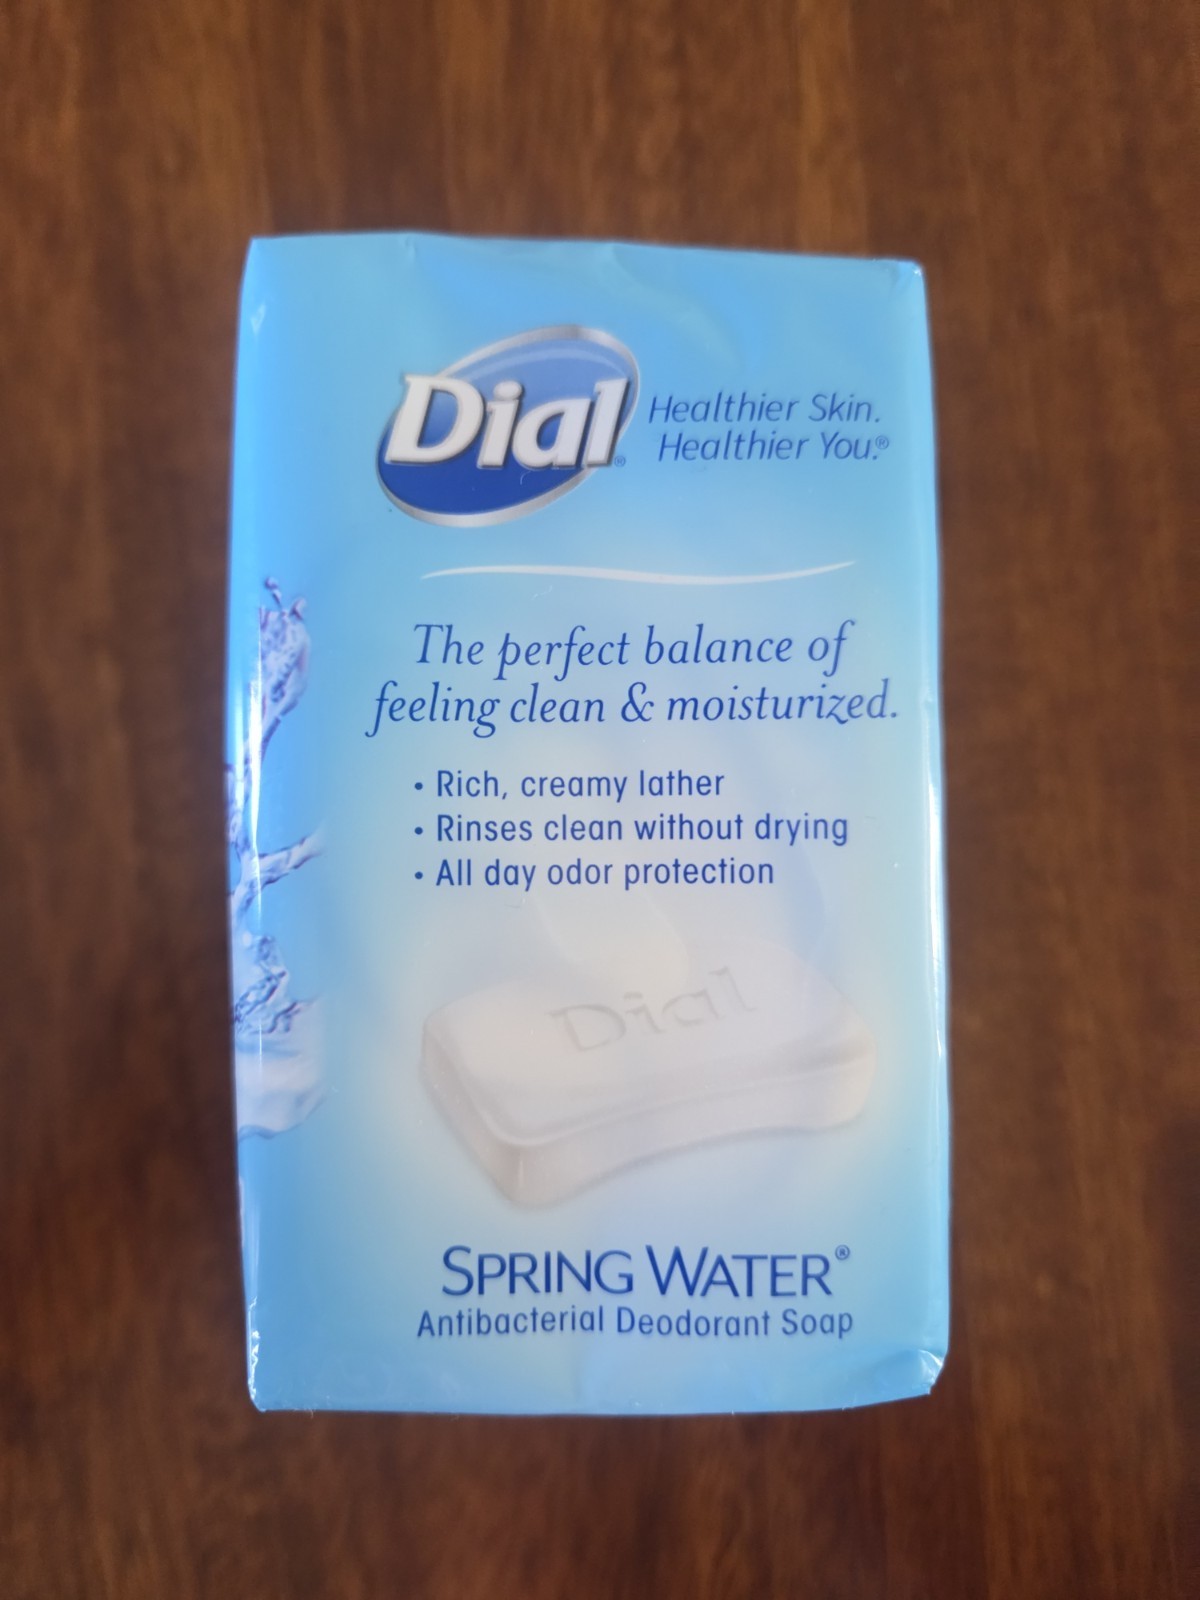 Dial®
Healthier Skin.
Healthier You.®
The perfect balance of
feeling clean & moisturized.
• Rich, creamy lather
• Rinses clean without drying
• All day odor protection
Dial
SPRING WATER®
Antibacterial Deodorant Soap